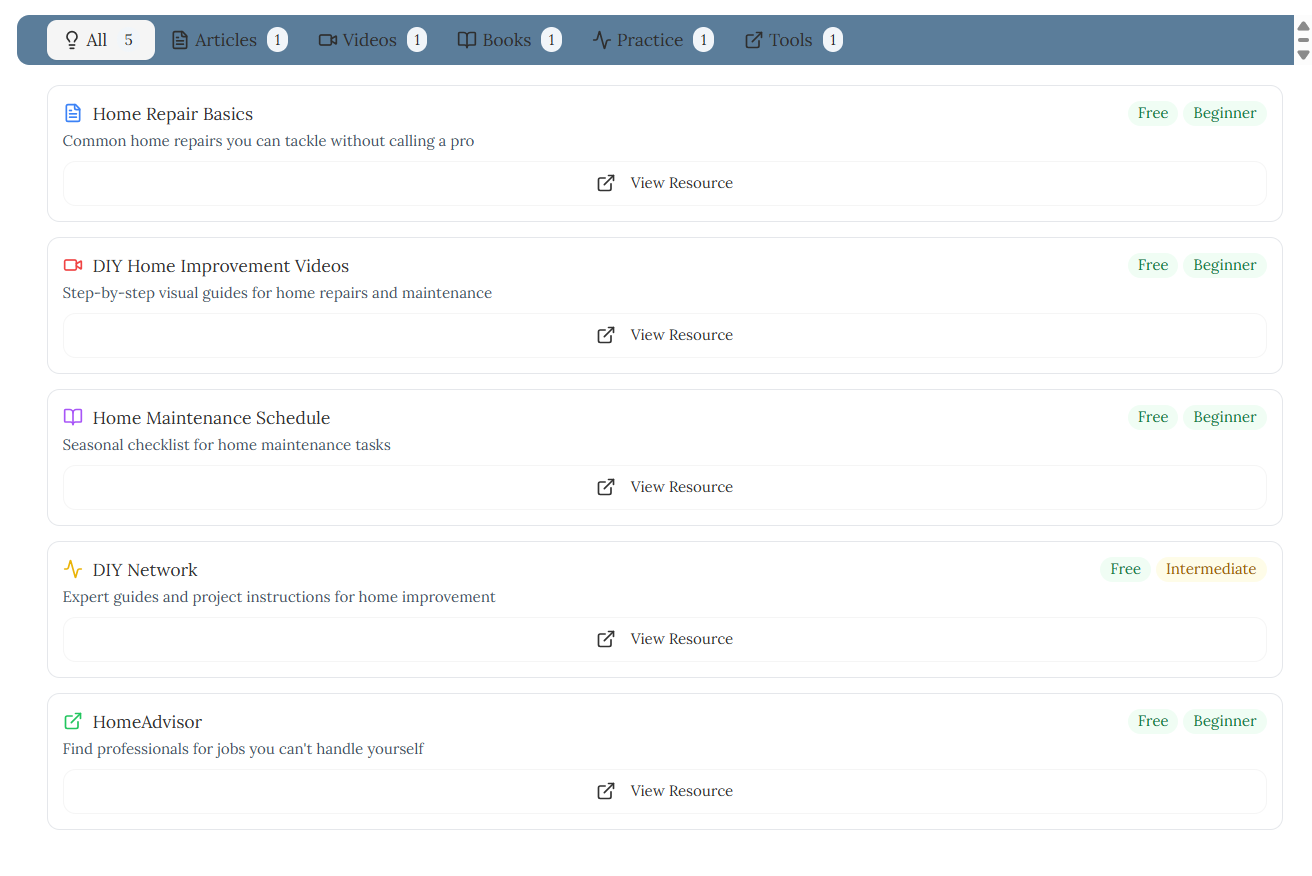 All 5 Articles 1 Videos 1 Books 1 Practice 1 Tools 1
Home Repair Basics Free Beginner
Common home repairs you can tackle without calling a pro
View Resource
DIY Home Improvement Videos Free Beginner
Step-by-step visual guides for home repairs and maintenance
View Resource
Home Maintenance Schedule Free Beginner
Seasonal checklist for home maintenance tasks
View Resource
DIY Network Free Intermediate
Expert guides and project instructions for home improvement
View Resource
HomeAdvisor Free Beginner
Find professionals for jobs you can't handle yourself
View Resource